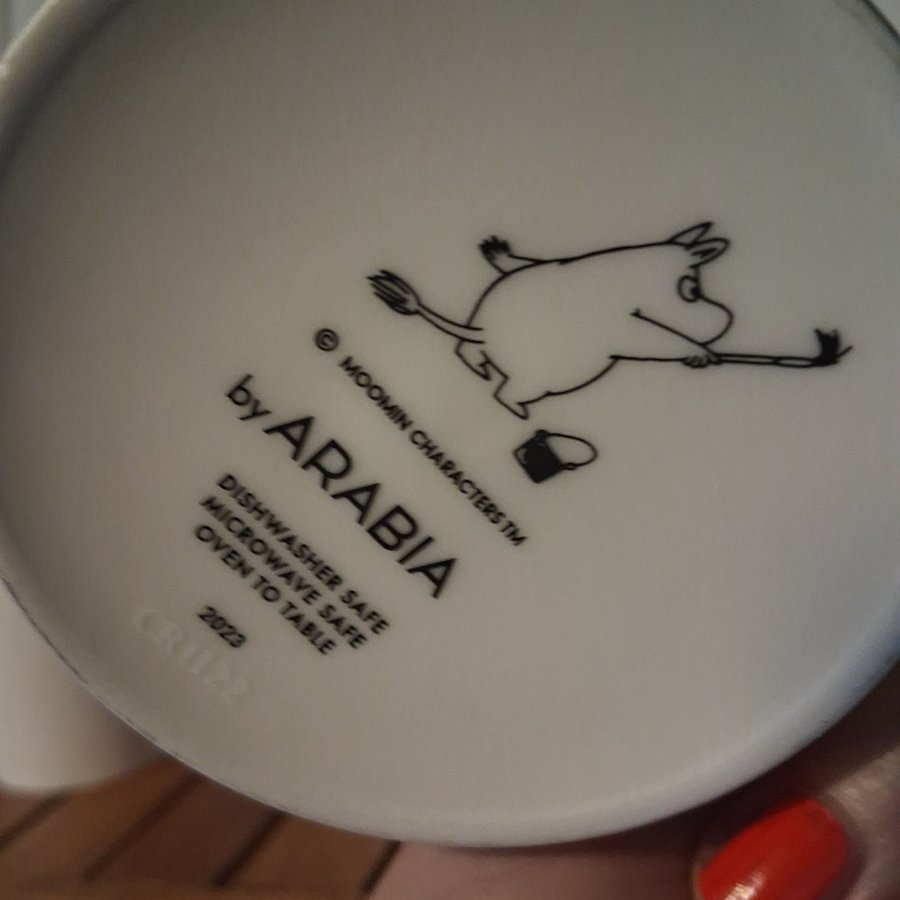 © MOOMIN CHARACTERS™
by ARABIA
DISHWASHER SAFE
MICROWAVE SAFE
OVEN TO TABLE
2023